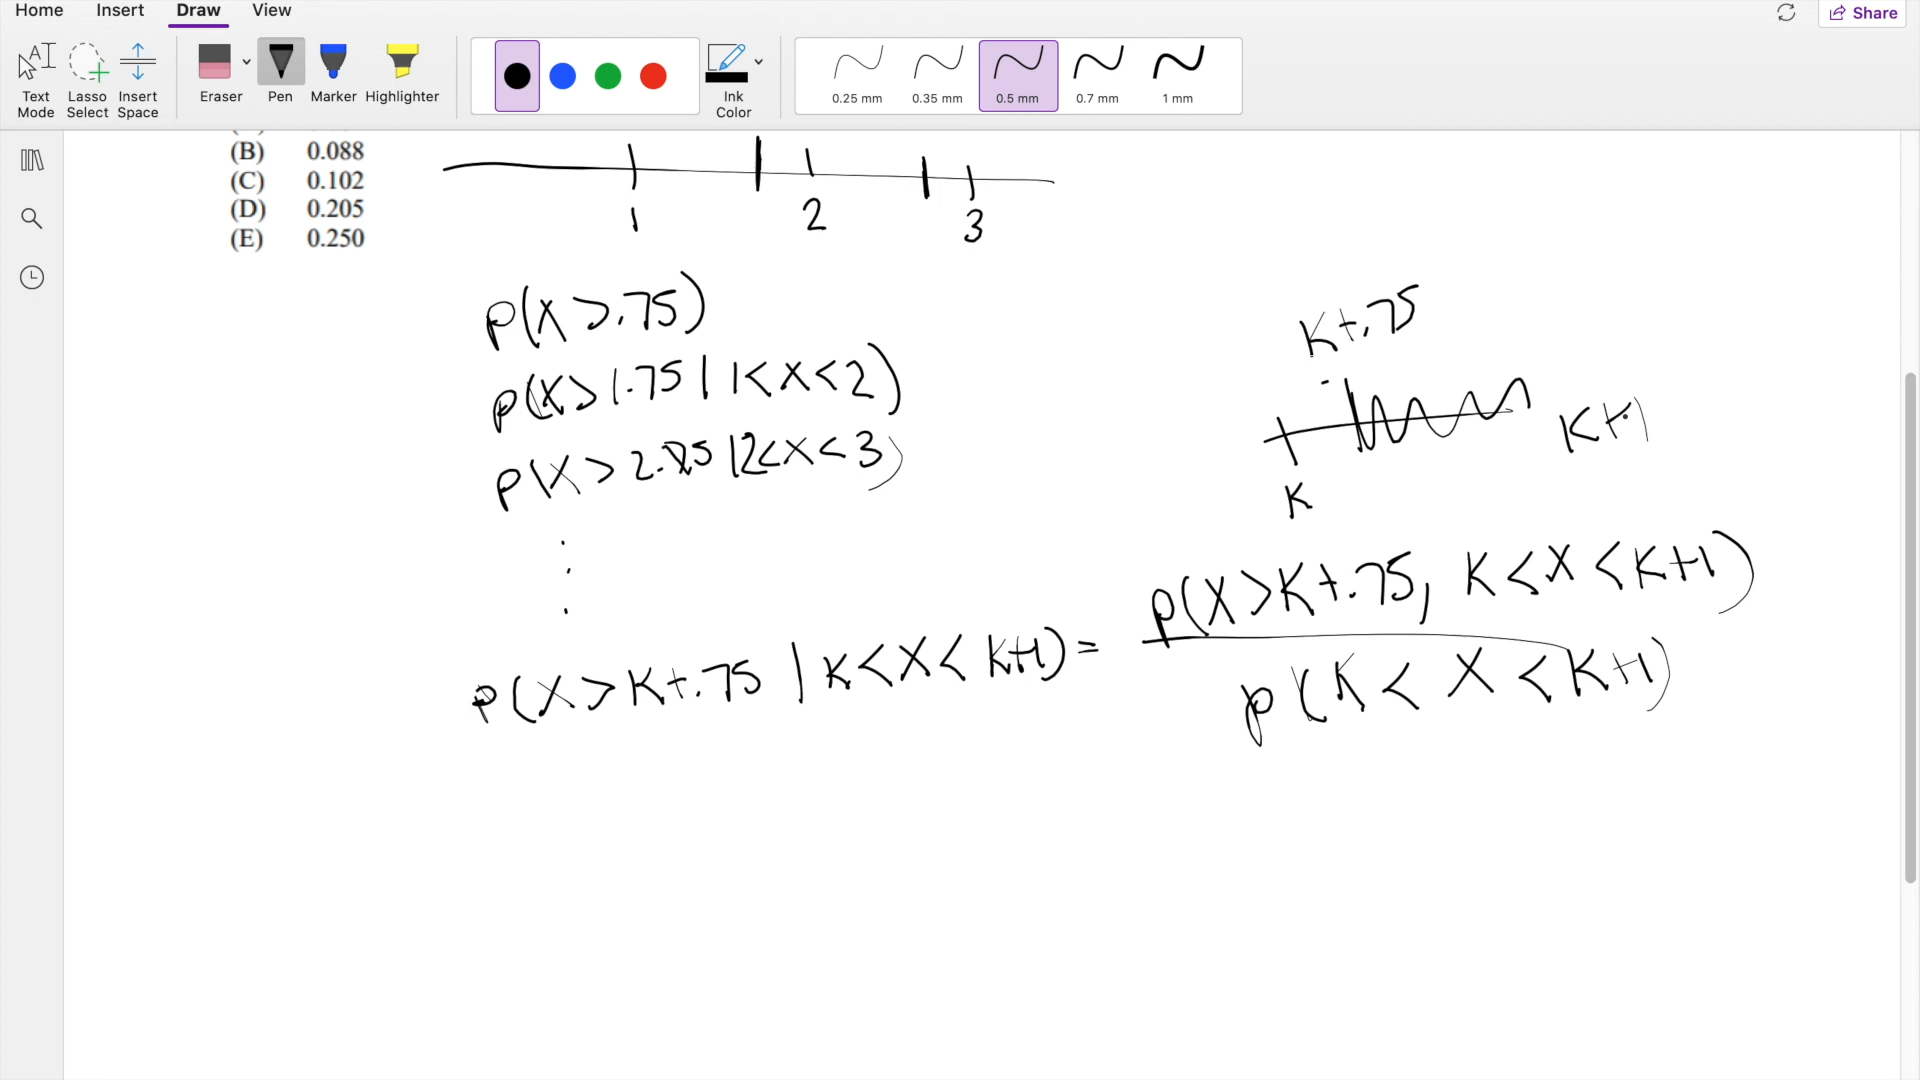 Home Insert Draw View Share
Text Mode Lasso Select Insert Space Eraser Pen Marker Highlighter Ink Color 0.25 mm 0.35 mm 0.5 mm 0.7 mm 1 mm
(B) 0.088
(C) 0.102
(D) 0.205
(E) 0.250
1 2 3
p(X > .75)
p(X > 1.75 | 1 < X < 2)
p(X > 2.75 | 2 < X < 3)
⋮
K+.75
K K+1
p(X > K+.75 | K < X < K+1) =
p(X > K+.75, K < X < K+1)
p(K < X < K+1)